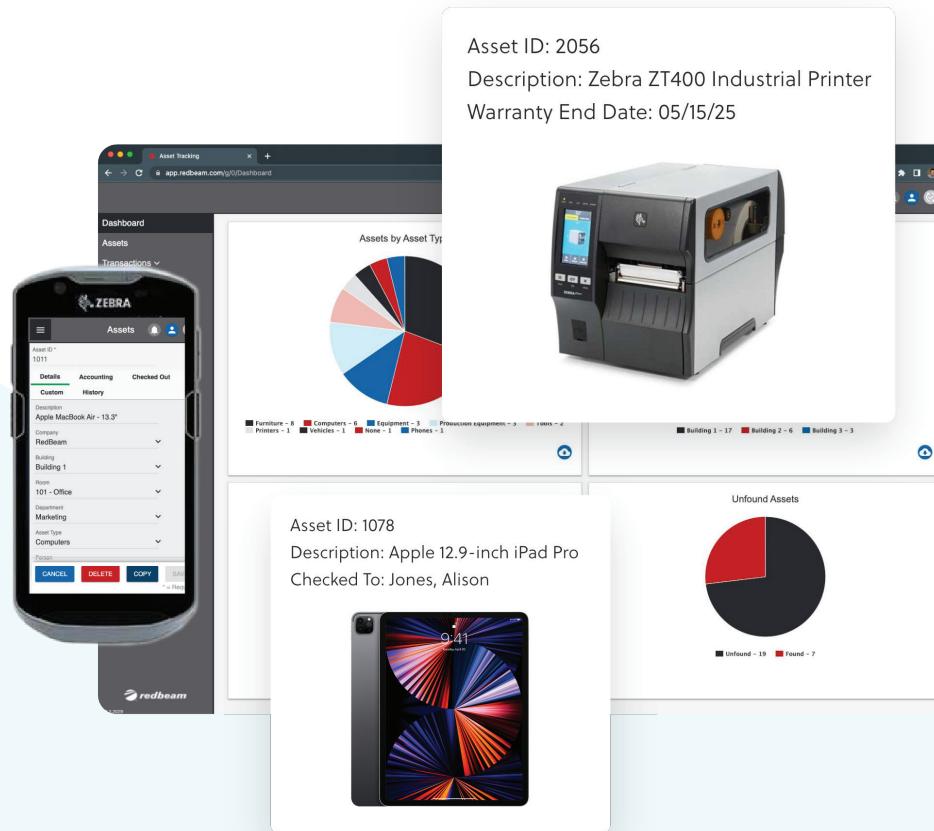 Asset ID: 2056
Description: Zebra ZT400 Industrial Printer
Warranty End Date: 05/15/25
Asset Tracking
app.redbeam.com/g/0/Dashboard
Dashboard
Assets
Transactions
Assets by Asset Typ
Furniture - 8 Computers - 6 Equipment - 3 Production Equipment - 3 Tools - 2
Printers - 1 Vehicles - 1 None - 1 Phones - 1
Building 1 - 17 Building 2 - 6 Building 3 - 3
ZEBRA
Assets
Asset ID *
1011
Details Accounting Checked Out
Custom History
Description
Apple MacBook Air - 13.3"
Company
RedBeam
Building
Building 1
Room
101 - Office
Department
Marketing
Asset Type
Computers
Person
CANCEL DELETE COPY SAV
* = Requ
redbeam
Asset ID: 1078
Description: Apple 12.9-inch iPad Pro
Checked To: Jones, Alison
9:41
Unfound Assets
Unfound - 19 Found - 7
ZEBRA